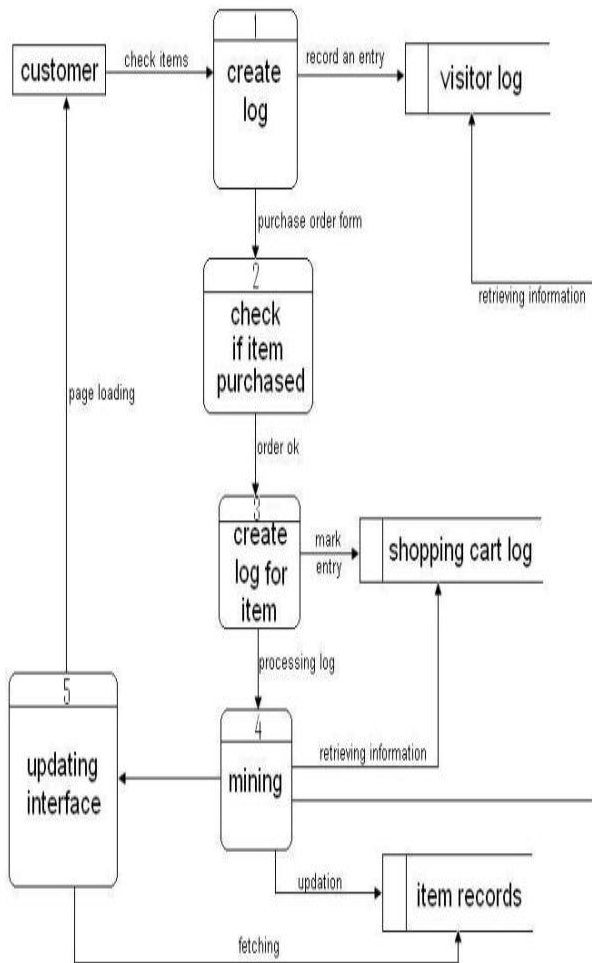 1
customer
check items
create
log
record an entry
visitor log
purchase order form
retrieving information
2
check
if item
purchased
page loading
order ok
3
create
log for
item
mark
entry
shopping cart log
processing log
5
updating
interface
4
mining
retrieving information
updation
item records
fetching